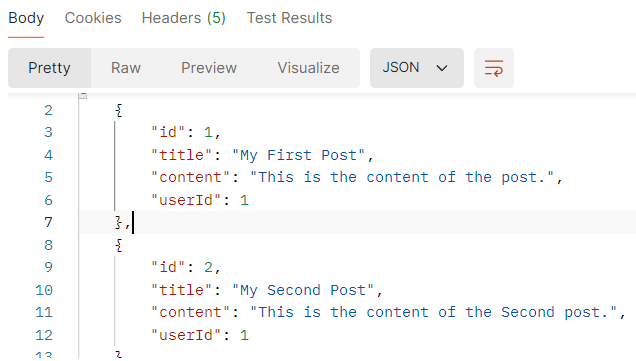 Body Cookies Headers (5) Test Results
Pretty Raw Preview Visualize JSON
2 {
3 "id": 1,
4 "title": "My First Post",
5 "content": "This is the content of the post.",
6 "userId": 1
7 },
8 {
9 "id": 2,
10 "title": "My Second Post",
11 "content": "This is the content of the Second post.",
12 "userId": 1
13 }